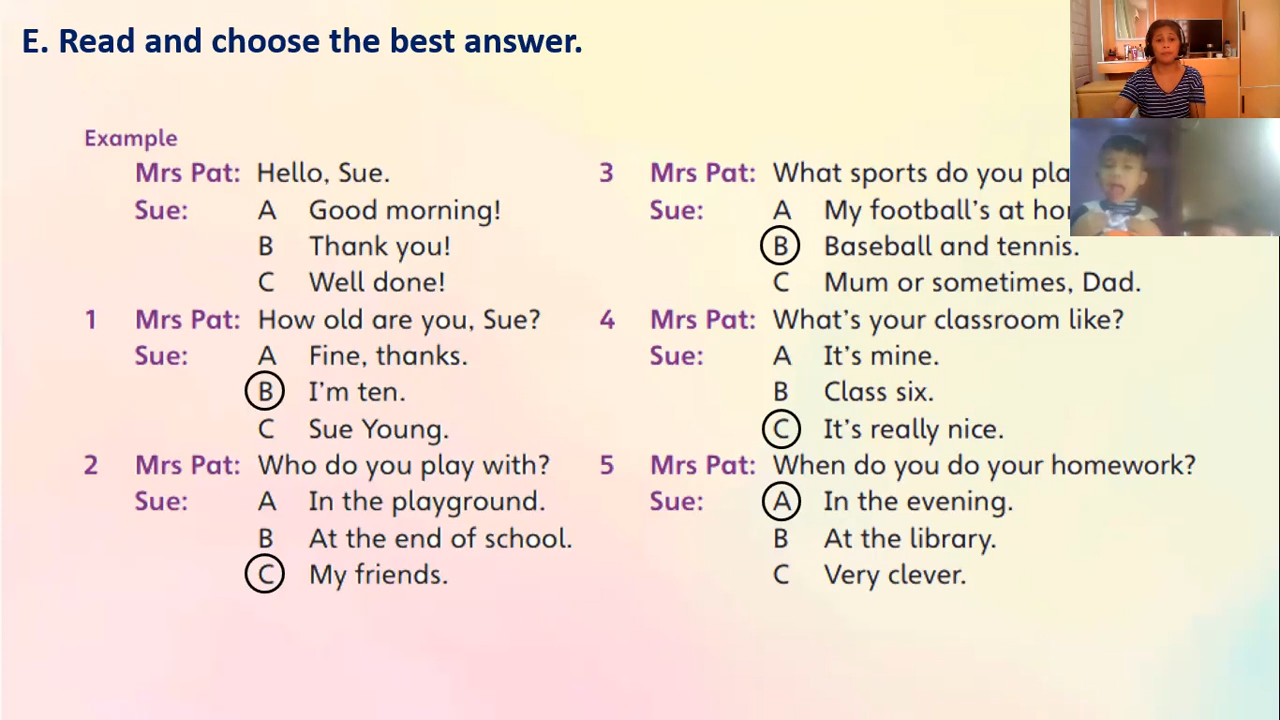 E. Read and choose the best answer.
Example
Mrs Pat: Hello, Sue.
Sue: A Good morning!
B Thank you!
C Well done!
1 Mrs Pat: How old are you, Sue?
Sue: A Fine, thanks.
B I'm ten.
C Sue Young.
2 Mrs Pat: Who do you play with?
Sue: A In the playground.
B At the end of school.
C My friends.
3 Mrs Pat: What sports do you
Sue: A My football's at
B Baseball and tennis.
C Mum or sometimes, Dad.
4 Mrs Pat: What's your classroom like?
Sue: A It's mine.
B Class six.
C It's really nice.
5 Mrs Pat: When do you do your homework?
Sue: A In the evening.
B At the library.
C Very clever.